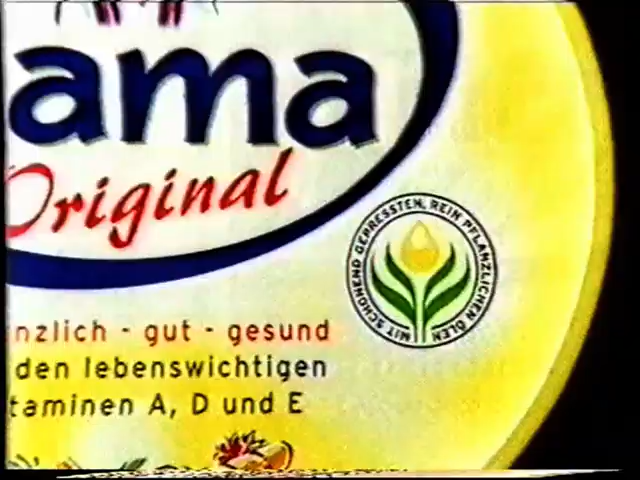 ama
Original
MIT SCHONEND GEPRESSTEN, REIN PFLANZLICHEN ÖLEN
nzlich - gut - gesund
den lebenswichtigen
taminen A, D und E